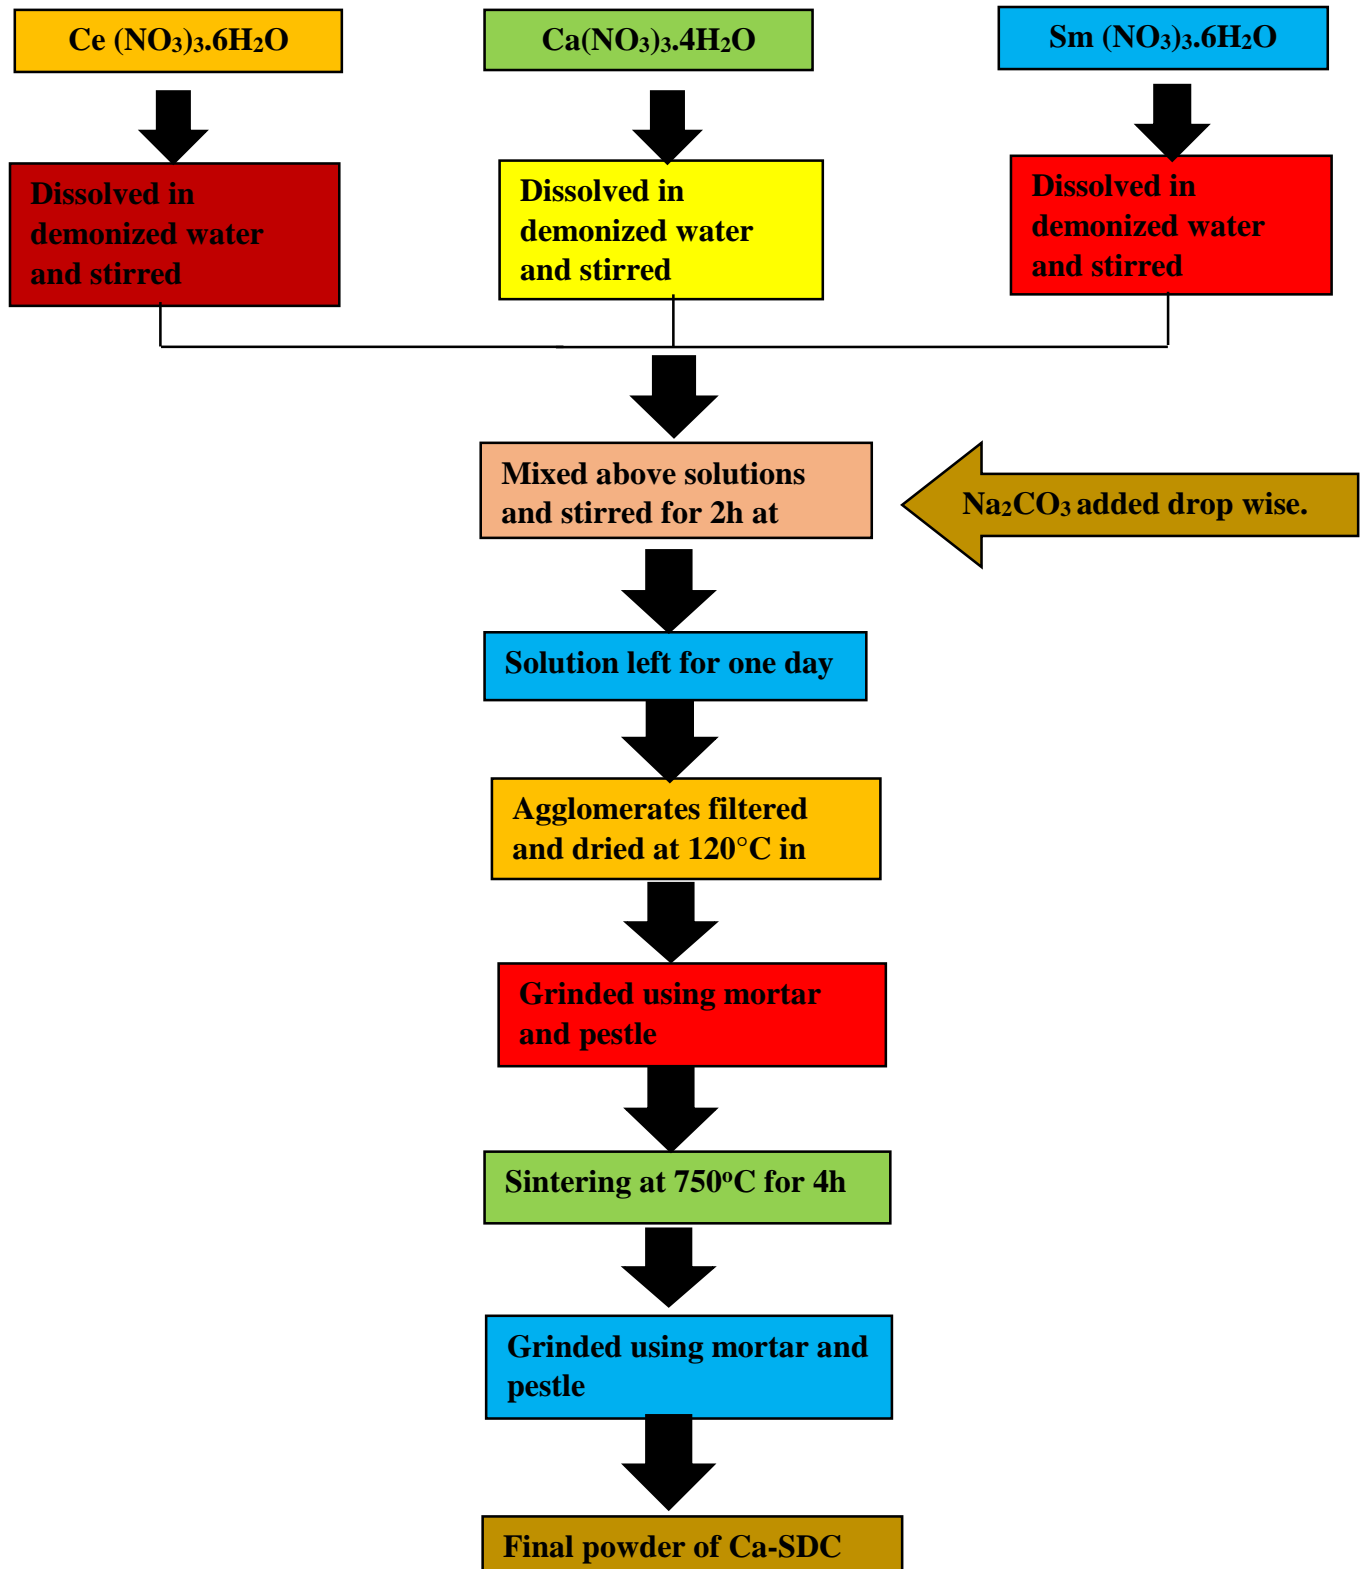 Ce (NO₃)₃.6H₂O
Ca(NO₃)₃.4H₂O
Sm (NO₃)₃.6H₂O
Dissolved in
demonized water
and stirred
Dissolved in
demonized water
and stirred
Dissolved in
demonized water
and stirred
Mixed above solutions
and stirred for 2h at
Na₂CO₃ added drop wise.
Solution left for one day
Agglomerates filtered
and dried at 120°C in
Grinded using mortar
and pestle
Sintering at 750ᵒC for 4h
Grinded using mortar and
pestle
Final powder of Ca-SDC